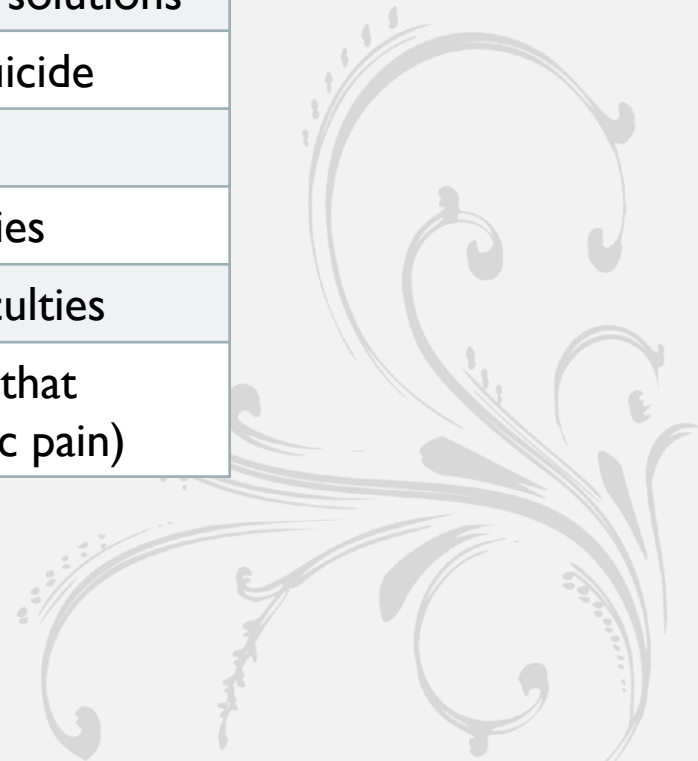 solutions
uicide
ies
culties
that
c pain)